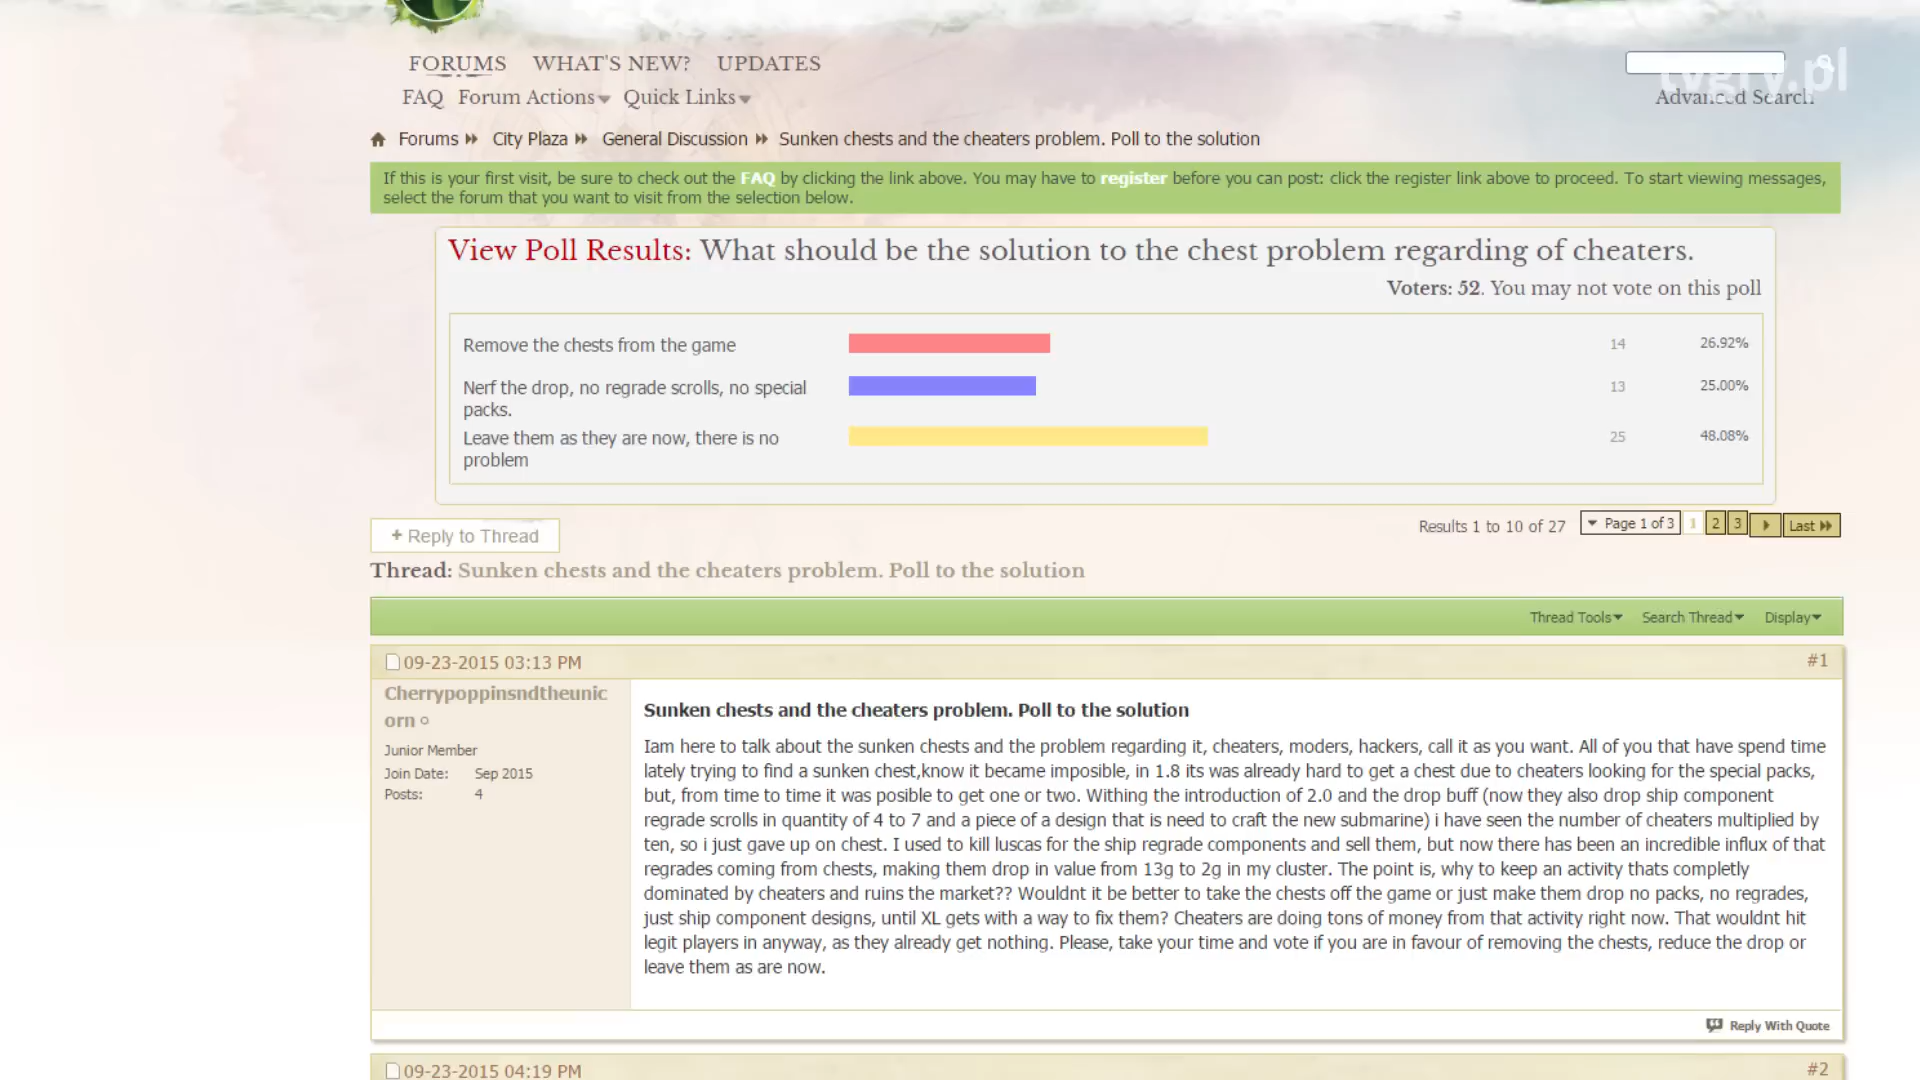 FORUMS WHAT'S NEW? UPDATES
tvgry.pl
FAQ Forum Actions Quick Links
Advanced Search
Forums City Plaza General Discussion Sunken chests and the cheaters problem. Poll to the solution
If this is your first visit, be sure to check out the FAQ by clicking the link above. You may have to register before you can post: click the register link above to proceed. To start viewing messages,
select the forum that you want to visit from the selection below.
View Poll Results: What should be the solution to the chest problem regarding of cheaters.
Voters: 52. You may not vote on this poll
Remove the chests from the game 14 26.92%
Nerf the drop, no regrade scrolls, no special 13 25.00%
packs.
Leave them as they are now, there is no 25 48.08%
problem
+ Reply to Thread
Results 1 to 10 of 27 Page 1 of 3 1 2 3 Last
Thread: Sunken chests and the cheaters problem. Poll to the solution
Thread Tools Search Thread Display
09-23-2015 03:13 PM #1
Cherrypoppinsndtheunic
orn
Junior Member
Join Date: Sep 2015
Posts: 4
Sunken chests and the cheaters problem. Poll to the solution
Iam here to talk about the sunken chests and the problem regarding it, cheaters, moders, hackers, call it as you want. All of you that have spend time
lately trying to find a sunken chest,know it became imposible, in 1.8 its was already hard to get a chest due to cheaters looking for the special packs,
but, from time to time it was posible to get one or two. Withing the introduction of 2.0 and the drop buff (now they also drop ship component
regrade scrolls in quantity of 4 to 7 and a piece of a design that is need to craft the new submarine) i have seen the number of cheaters multiplied by
ten, so i just gave up on chest. I used to kill luscas for the ship regrade components and sell them, but now there has been an incredible influx of that
regrades coming from chests, making them drop in value from 13g to 2g in my cluster. The point is, why to keep an activity thats completly
dominated by cheaters and ruins the market?? Wouldnt it be better to take the chests off the game or just make them drop no packs, no regrades,
just ship component designs, until XL gets with a way to fix them? Cheaters are doing tons of money from that activity right now. That wouldnt hit
legit players in anyway, as they already get nothing. Please, take your time and vote if you are in favour of removing the chests, reduce the drop or
leave them as are now.
Reply With Quote
09-23-2015 04:19 PM #2